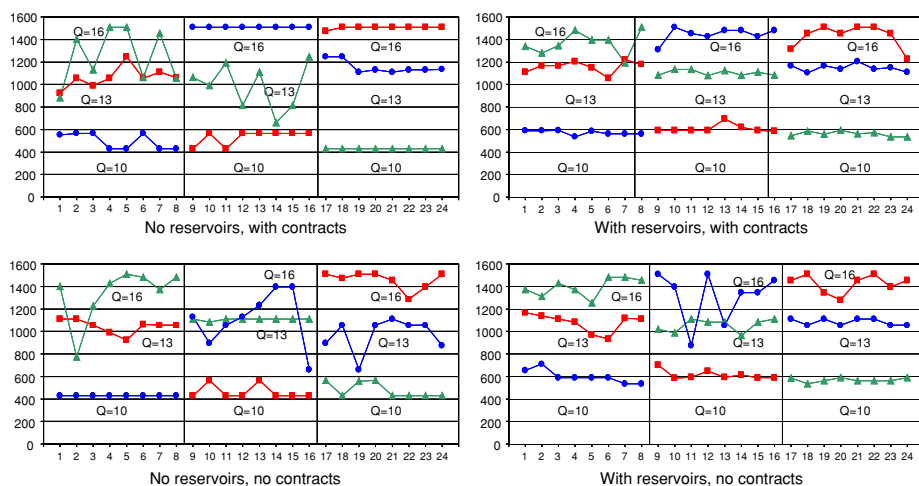 1600
1400
1200
1000
800
600
400
200
0
Q=16
Q=13
Q=10
Q=16
Q=13
Q=10
Q=16
Q=13
Q=10
1 2 3 4 5 6 7 8 9 10 11 12 13 14 15 16 17 18 19 20 21 22 23 24
No reservoirs, with contracts
1600
1400
1200
1000
800
600
400
200
0
Q=16
Q=13
Q=10
Q=16
Q=13
Q=10
Q=16
Q=13
Q=10
1 2 3 4 5 6 7 8 9 10 11 12 13 14 15 16 17 18 19 20 21 22 23 24
With reservoirs, with contracts
1600
1400
1200
1000
800
600
400
200
0
Q=16
Q=13
Q=10
Q=16
Q=13
Q=10
Q=16
Q=13
Q=10
1 2 3 4 5 6 7 8 9 10 11 12 13 14 15 16 17 18 19 20 21 22 23 24
No reservoirs, no contracts
1600
1400
1200
1000
800
600
400
200
0
Q=16
Q=13
Q=10
Q=16
Q=13
Q=10
Q=16
Q=13
Q=10
1 2 3 4 5 6 7 8 9 10 11 12 13 14 15 16 17 18 19 20 21 22 23 24
With reservoirs, no contracts